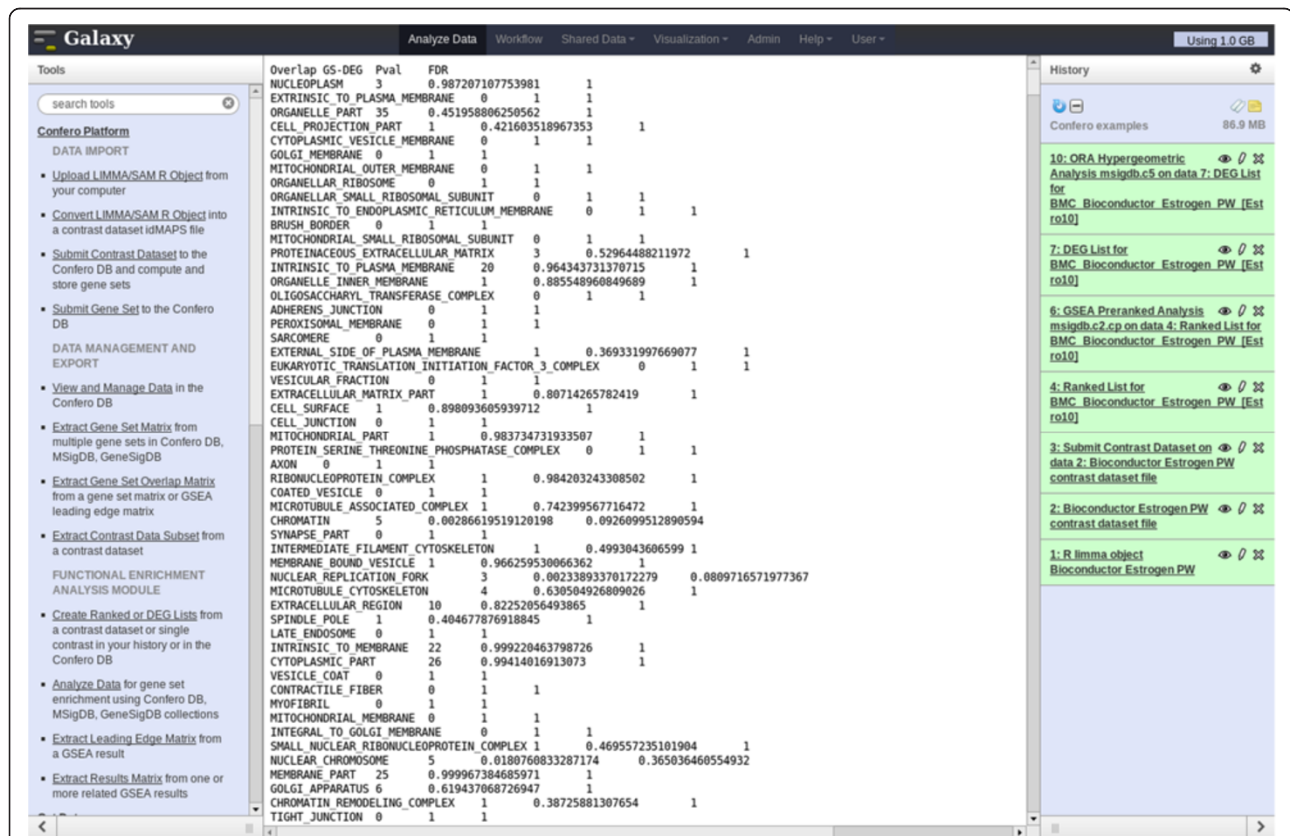 Galaxy
Analyze Data Workflow Shared Data Visualization Admin Help User Using 1.0 GB
Tools
search tools
Confero Platform
DATA IMPORT
Upload LIMMA/SAM R Object from
your computer
Convert LIMMA/SAM R Object into
a contrast dataset idMAPS file
Submit Contrast Dataset to the
Confero DB and compute and
store gene sets
Submit Gene Set to the Confero
DB
DATA MANAGEMENT AND
EXPORT
View and Manage Data in the
Confero DB
Extract Gene Set Matrix from
multiple gene sets in Confero DB,
MSigDB, GeneSigDB
Extract Gene Set Overlap Matrix
from a gene set matrix or GSEA
leading edge matrix
Extract Contrast Data Subset from
a contrast dataset
FUNCTIONAL ENRICHMENT
ANALYSIS MODULE
Create Ranked or DEG Lists from
a contrast dataset or single
contrast in your history or in the
Confero DB
Analyze Data for gene set
enrichment using Confero DB,
MSigDB, GeneSigDB collections
Extract Leading Edge Matrix from
a GSEA result
Extract Results Matrix from one or
more related GSEA results
Overlap GS-DEG Pval FDR
NUCLEOPLASM 3 0.987207107753981 1
EXTRINSIC_TO_PLASMA_MEMBRANE 0 1 1
ORGANELLE_PART 35 0.451958806250562 1
CELL_PROJECTION_PART 1 0.421603518967353 1
CYTOPLASMIC_VESICLE_MEMBRANE 0 1 1
GOLGI_MEMBRANE 0 1 1
MITOCHONDRIAL_OUTER_MEMBRANE 0 1 1
ORGANELLAR_RIBOSOME 0 1 1
ORGANELLAR_SMALL_RIBOSOMAL_SUBUNIT 0 1 1
INTRINSIC_TO_ENDOPLASMIC_RETICULUM_MEMBRANE 0 1 1
BRUSH_BORDER 0 1 1
MITOCHONDRIAL_SMALL_RIBOSOMAL_SUBUNIT 0 1 1
PROTEINACEOUS_EXTRACELLULAR_MATRIX 3 0.52964488211972 1
INTRINSIC_TO_PLASMA_MEMBRANE 20 0.964343731370715 1
ORGANELLE_INNER_MEMBRANE 1 0.885548960849689 1
OLIGOSACCHARYL_TRANSFERASE_COMPLEX 0 1 1
ADHERENS_JUNCTION 0 1 1
PEROXISOMAL_MEMBRANE 0 1 1
SARCOMERE 0 1 1
EXTERNAL_SIDE_OF_PLASMA_MEMBRANE 1 0.369331997669077 1
EUKARYOTIC_TRANSLATION_INITIATION_FACTOR_3_COMPLEX 0 1 1
VESICULAR_FRACTION 0 1 1
EXTRACELLULAR_MATRIX_PART 1 0.80714265782419 1
CELL_SURFACE 1 0.898093605939712 1
CELL_JUNCTION 0 1 1
MITOCHONDRIAL_PART 1 0.983734731933507 1
PROTEIN_SERINE_THREONINE_PHOSPHATASE_COMPLEX 0 1 1
AXON 0 1 1
RIBONUCLEOPROTEIN_COMPLEX 1 0.984203243308502 1
COATED_VESICLE 0 1 1
MICROTUBULE_ASSOCIATED_COMPLEX 1 0.742399567716472 1
CHROMATIN 5 0.00286619519120198 0.0926099512890594
SYNAPSE_PART 0 1 1
INTERMEDIATE_FILAMENT_CYTOSKELETON 1 0.4993043606599 1
MEMBRANE_BOUND_VESICLE 1 0.966259530066362 1
NUCLEAR_REPLICATION_FORK 3 0.00233893370172279 0.0809716571977367
MICROTUBULE_CYTOSKELETON 4 0.630504926809026 1
EXTRACELLULAR_REGION 10 0.82252056493865 1
SPINDLE_POLE 1 0.404677876918845 1
LATE_ENDOSOME 0 1 1
INTRINSIC_TO_MEMBRANE 22 0.999220463798726 1
CYTOPLASMIC_PART 26 0.99414016913073 1
VESICLE_COAT 0 1 1
CONTRACTILE_FIBER 0 1 1
MYOFIBRIL 0 1 1
MITOCHONDRIAL_MEMBRANE 0 1 1
INTEGRAL_TO_GOLGI_MEMBRANE 0 1 1
SMALL_NUCLEAR_RIBONUCLEOPROTEIN_COMPLEX 1 0.469557235101904 1
NUCLEAR_CHROMOSOME 5 0.0180760833287174 0.365036460554932
MEMBRANE_PART 25 0.999967384685971 1
GOLGI_APPARATUS 6 0.619437068726947 1
CHROMATIN_REMODELING_COMPLEX 1 0.38725881307654 1
TIGHT_JUNCTION 0 1 1
History
Confero examples 86.9 MB
10: ORA Hypergeometric
Analysis msigdb.c5 on data 7: DEG List
for
BMC_Bioconductor_Estrogen_PW_[Est
ro10]
7: DEG List for
BMC_Bioconductor_Estrogen_PW_[Est
ro10]
6: GSEA Preranked Analysis
msigdb.c2.cp on data 4: Ranked List for
BMC_Bioconductor_Estrogen_PW_[Est
ro10]
4: Ranked List for
BMC_Bioconductor_Estrogen_PW_[Est
ro10]
3: Submit Contrast Dataset on
data 2: Bioconductor Estrogen PW
contrast dataset file
2: Bioconductor Estrogen PW
contrast dataset file
1: R limma object
Bioconductor Estrogen PW